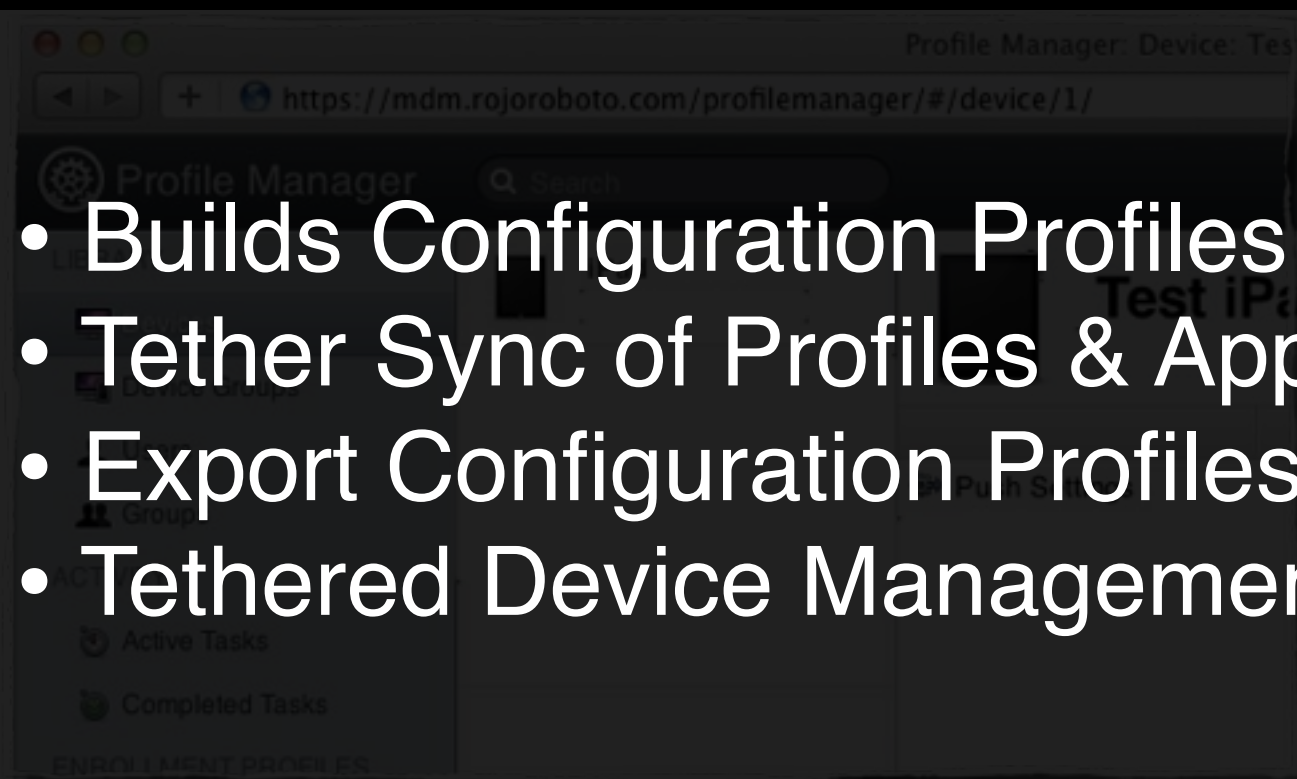 Profile Manager: Device: Tes
https://mdm.rojoroboto.com/profilemanager/#/device/1/
Profile Manager
Search
• Builds Configuration Profiles
Test iPa
• Tether Sync of Profiles & App
Device Groups
• Export Configuration Profiles
Push Settings
Groups
• Tethered Device Managemen
Active Tasks
Completed Tasks
ENROLLMENT PROFILES